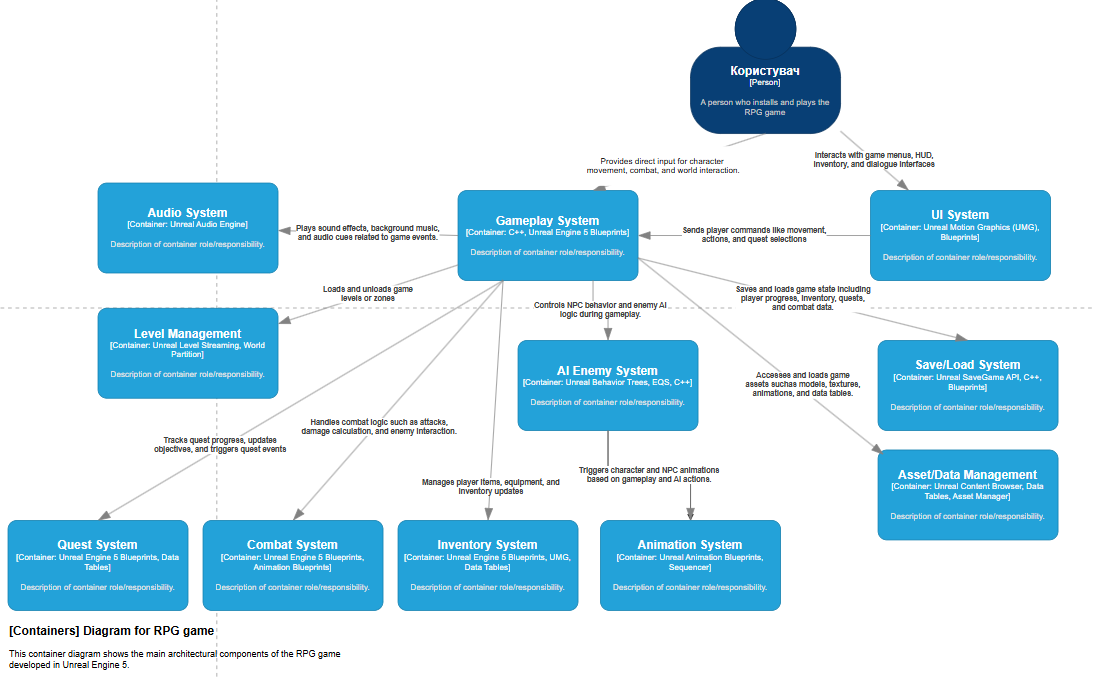 Користувач
[Person]
A person who installs and plays the
RPG game
Provides direct input for character
movement, combat, and world interaction.
Interacts with game menus, HUD,
inventory, and dialogue interfaces
Audio System
[Container: Unreal Audio Engine]
Description of container role/responsibility.
Plays sound effects, background music,
and audio cues related to game events.
Gameplay System
[Container: C++, Unreal Engine 5 Blueprints]
Description of container role/responsibility.
Sends player commands like movement,
actions, and quest selections
UI System
[Container: Unreal Motion Graphics (UMG),
Blueprints]
Description of container role/responsibility.
Loads and unloads game
levels or zones
Controls NPC behavior and enemy AI
logic during gameplay.
Saves and loads game state including
player progress, inventory, quests,
and combat data.
Level Management
[Container: Unreal Level Streaming, World
Partition]
Description of container role/responsibility.
AI Enemy System
[Container: Unreal Behavior Trees, EQS, C++]
Description of container role/responsibility.
Save/Load System
[Container: Unreal SaveGame API, C++,
Blueprints]
Description of container role/responsibility.
Accesses and loads game
assets suchas models, textures,
animations, and data tables.
Handles combat logic such as attacks,
damage calculation, and enemy interaction.
Tracks quest progress, updates
objectives, and triggers quest events
Manages player items, equipment, and
inventory updates
Triggers character and NPC animations
based on gameplay and AI actions.
Asset/Data Management
[Container: Unreal Content Browser, Data
Tables, Asset Manager]
Description of container role/responsibility.
Quest System
[Container: Unreal Engine 5 Blueprints, Data
Tables]
Description of container role/responsibility.
Combat System
[Container: Unreal Engine 5 Blueprints,
Animation Blueprints]
Description of container role/responsibility.
Inventory System
[Container: Unreal Engine 5 Blueprints, UMG,
Data Tables]
Description of container role/responsibility.
Animation System
[Container: Unreal Animation Blueprints,
Sequencer]
Description of container role/responsibility.
[Containers] Diagram for RPG game
This container diagram shows the main architectural components of the RPG game
developed in Unreal Engine 5.